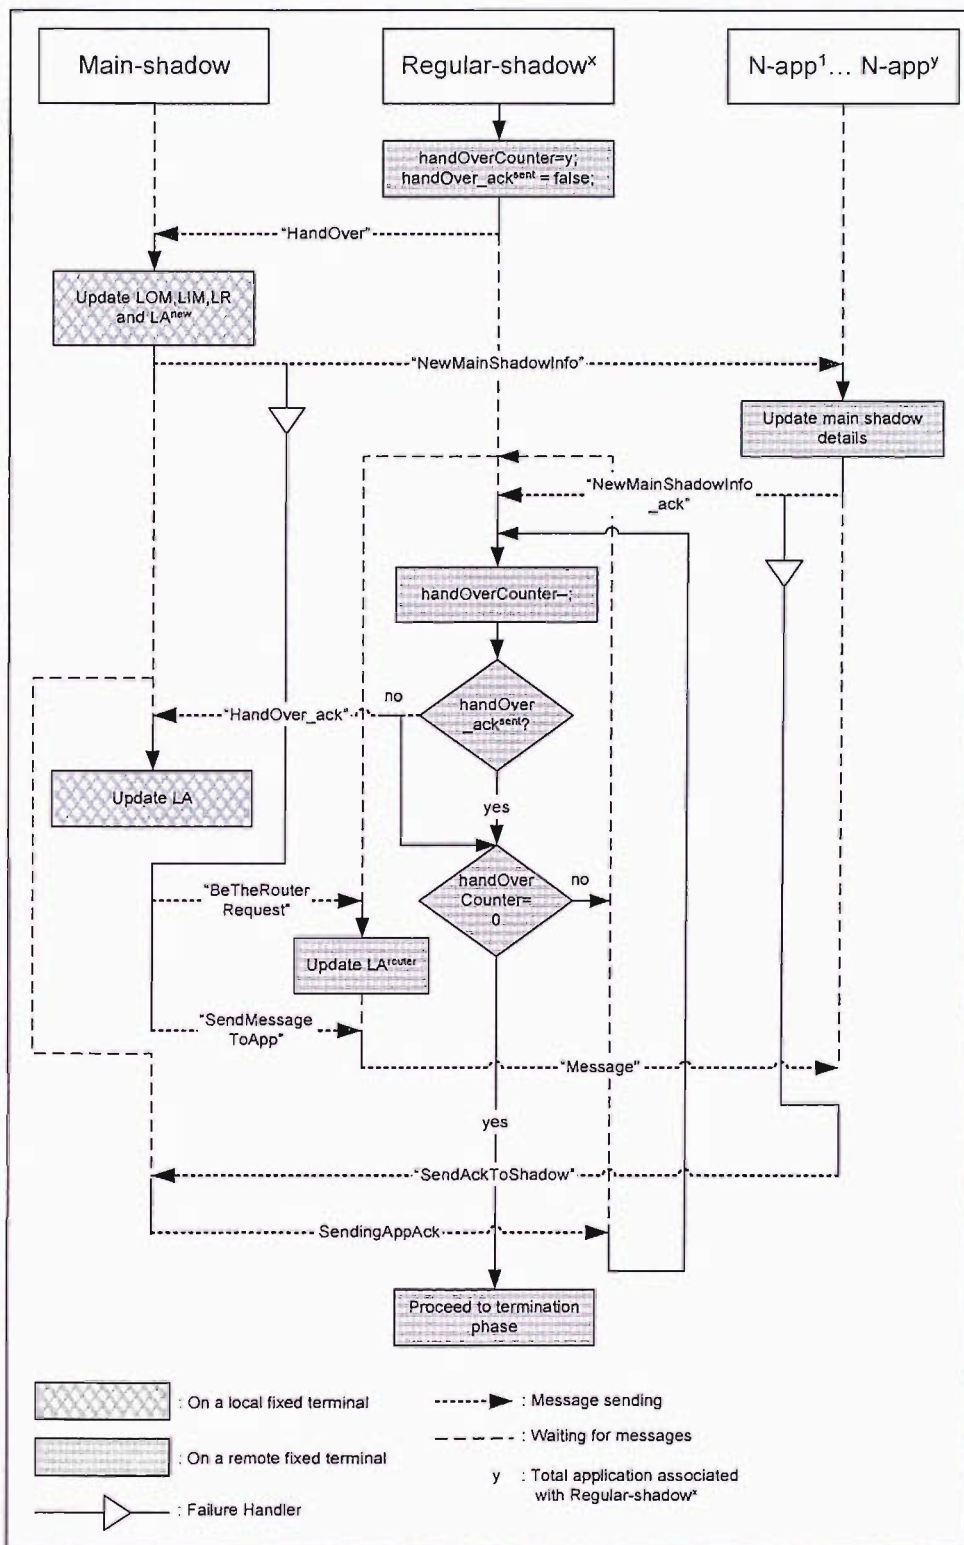 Main-shadow
Regular-shadowˣ
N-app¹... N-appʸ
handOverCounter=y;
handOver_ackˢᵉⁿᵗ = false;
"HandOver"
Update LOM,LIM,LR
and LAⁿᵉʷ
"NewMainShadowInfo"
Update main shadow
details
"NewMainShadowInfo
_ack"
handOverCounter--;
handOver
_ackˢᵉⁿᵗ?
no
"HandOver_ack"
Update LA
yes
handOver
Counter=
0
no
"BeTheRouter
Request"
Update LAʳᵒᵘᵗᵉʳ
"SendMessage
ToApp"
"Message"
yes
"SendAckToShadow"
SendingAppAck
Proceed to termination
phase
: On a local fixed terminal
: On a remote fixed terminal
: Failure Handler
: Message sending
: Waiting for messages
y : Total application associated
with Regular-shadowˣ